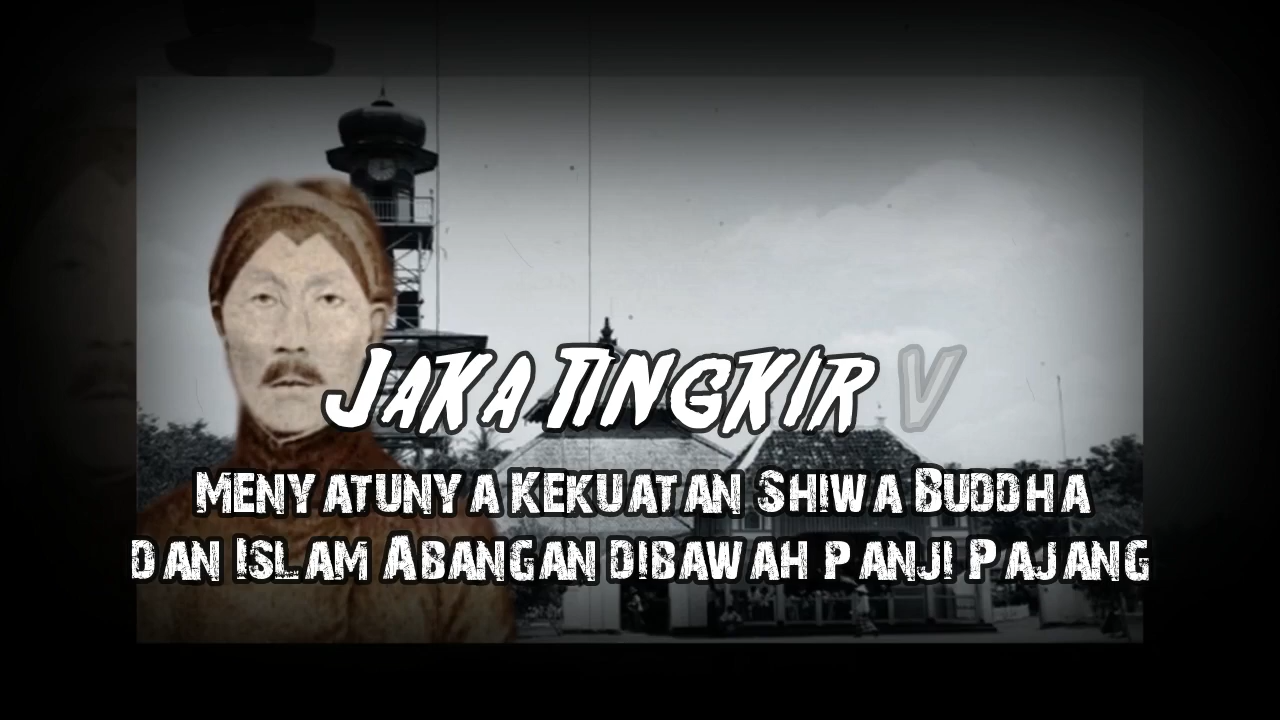 Jaka Tingkir V
Menyatunya Kekuatan Shiwa Buddha
dan Islam Abangan dibawah panji Pajang